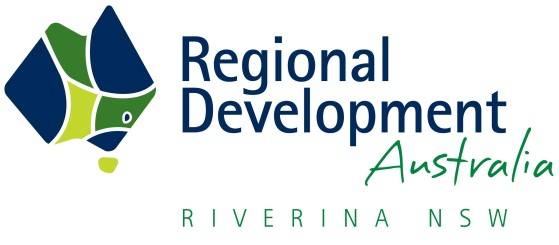 Regional
Development
Australia
RIVERINA NSW